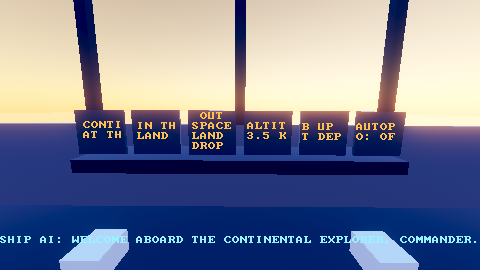 CONTI
AT TH
IN TH
LAND
OUT
SPACE
LAND
DROP
ALTIT
3.5 K
B UP
T DEP
AUTOP
O: OF
SHIP AI: WELCOME ABOARD THE CONTINENTAL EXPLORER, COMMANDER.